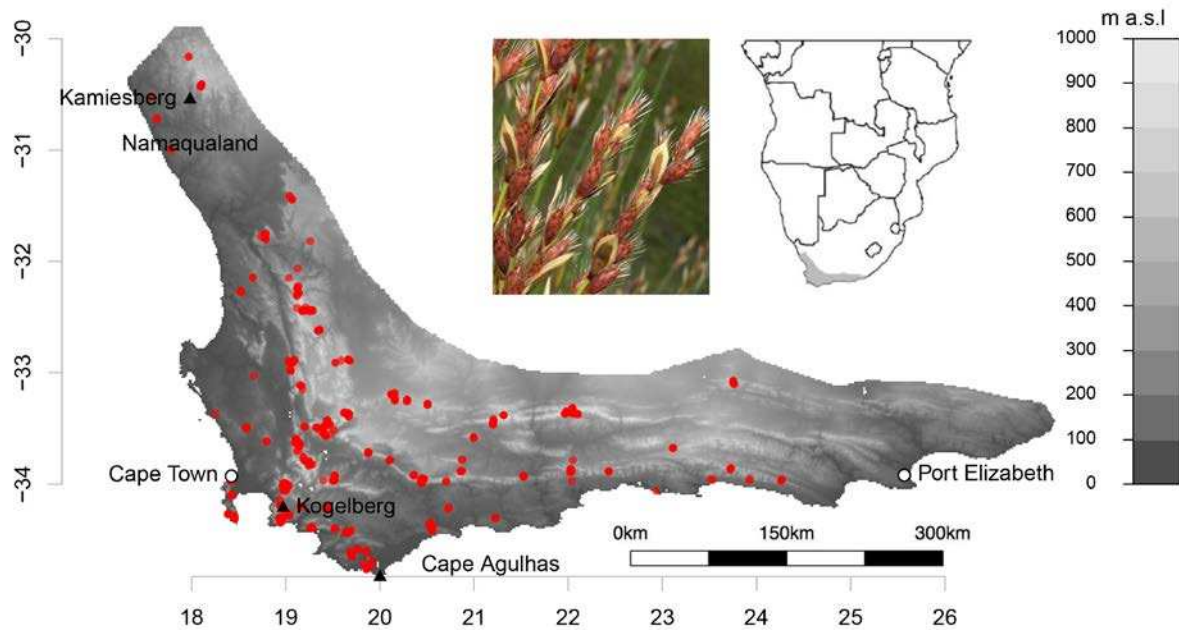 m a.s.l
−30
−31
−32
−33
−34
Kamiesberg
Namaqualand
Cape Town
Kogelberg
Cape Agulhas
Port Elizabeth
0km 150km 300km
18 19 20 21 22 23 24 25 26
1000
900
800
700
600
500
400
300
200
100
0